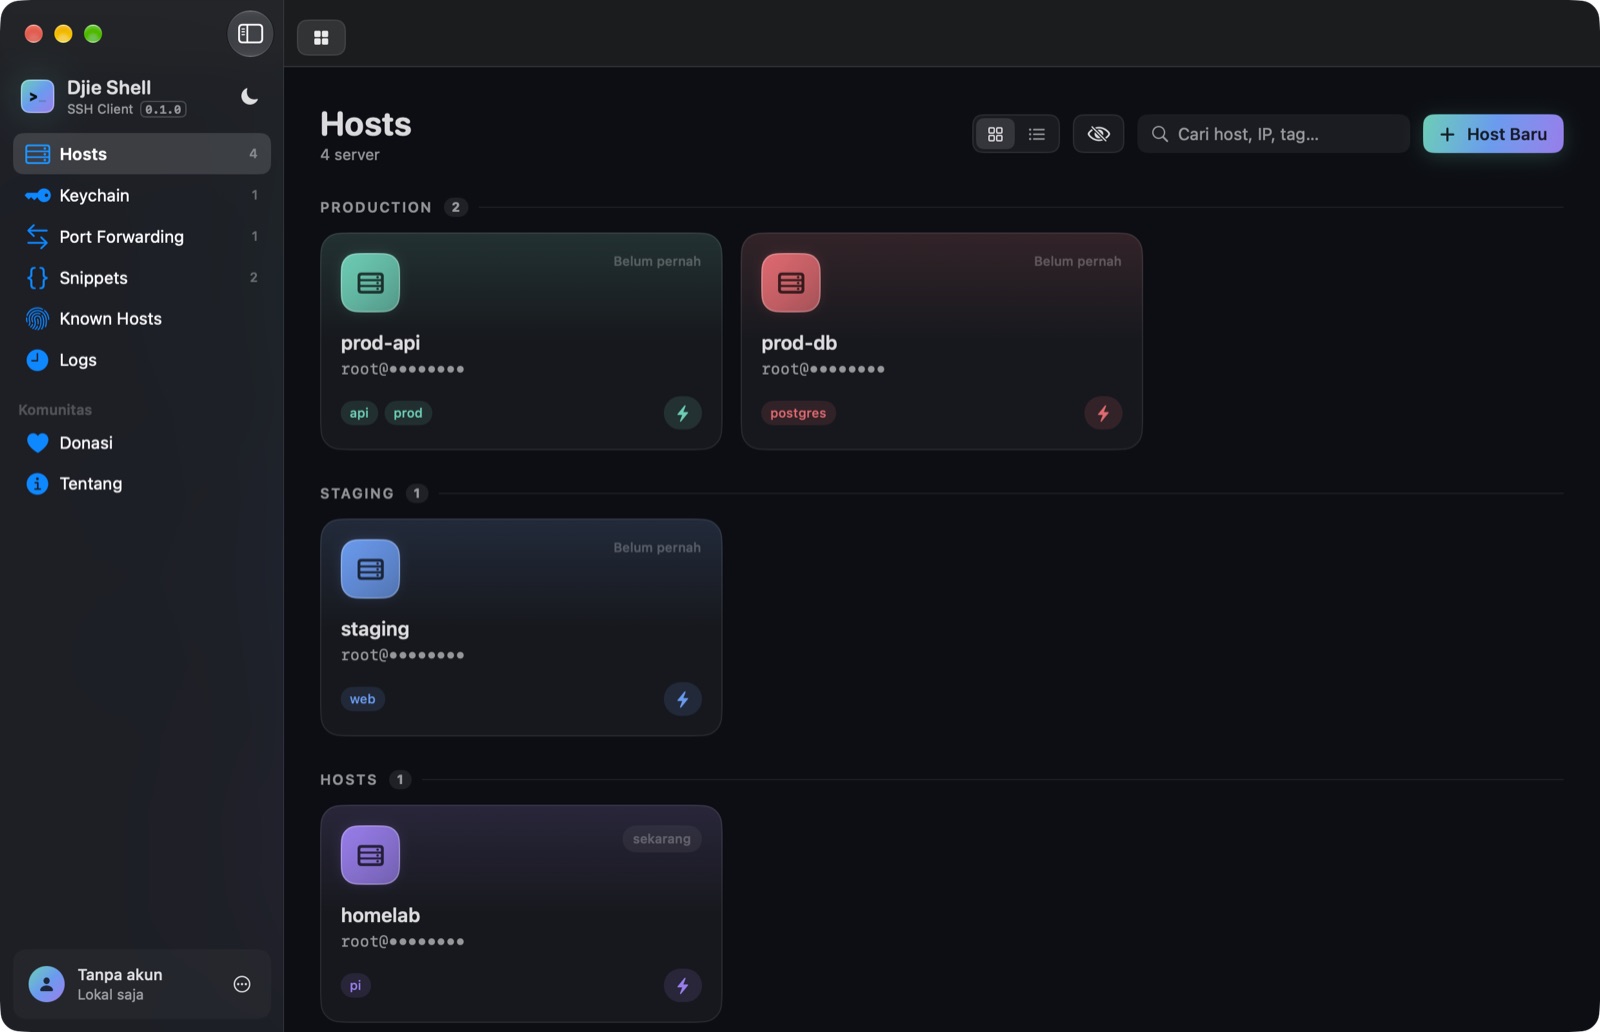 Djie Shell
SSH Client 0.1.0
Hosts 4
Keychain 1
Port Forwarding 1
Snippets 2
Known Hosts
Logs
Komunitas
Donasi
Tentang
Tanpa akun
Lokal saja
Hosts
4 server
Cari host, IP, tag...
+ Host Baru
PRODUCTION 2
Belum pernah
prod-api
root@••••••••
api prod
Belum pernah
prod-db
root@••••••••
postgres
STAGING 1
Belum pernah
staging
root@••••••••
web
HOSTS 1
sekarang
homelab
root@••••••••
pi